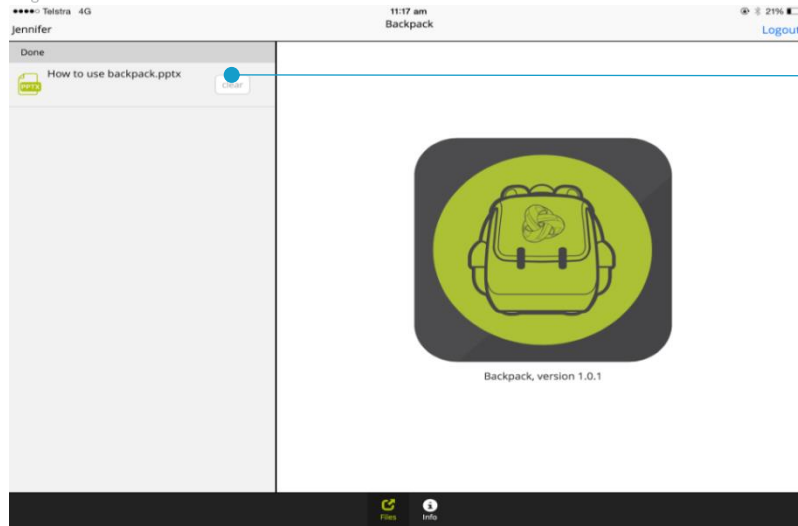 Telstra 4G 11:17 am 21%
Jennifer Backpack Logout
Done
How to use backpack.pptx
PPTX
Clear
Backpack, version 1.0.1
Files Info